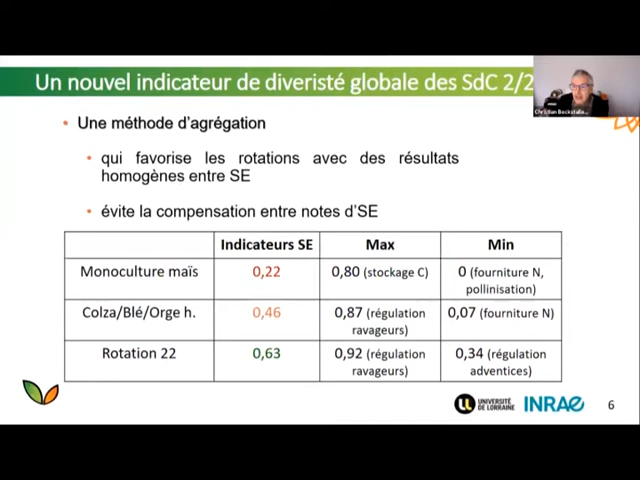 Un nouvel indicateur de diveristé globale des SdC 2/2
Une méthode d'agrégation
qui favorise les rotations avec des résultats
homogènes entre SE
évite la compensation entre notes d'SE
Indicateurs SE Max Min
Monoculture maïs 0,22 0,80 (stockage C) 0 (fourniture N,
pollinisation)
Colza/Blé/Orge h. 0,46 0,87 (régulation 0,07 (fourniture N)
ravageurs)
Rotation 22 0,63 0,92 (régulation 0,34 (régulation
ravageurs) adventices)
UNIVERSITÉ
DE LORRAINE
INRAE
6